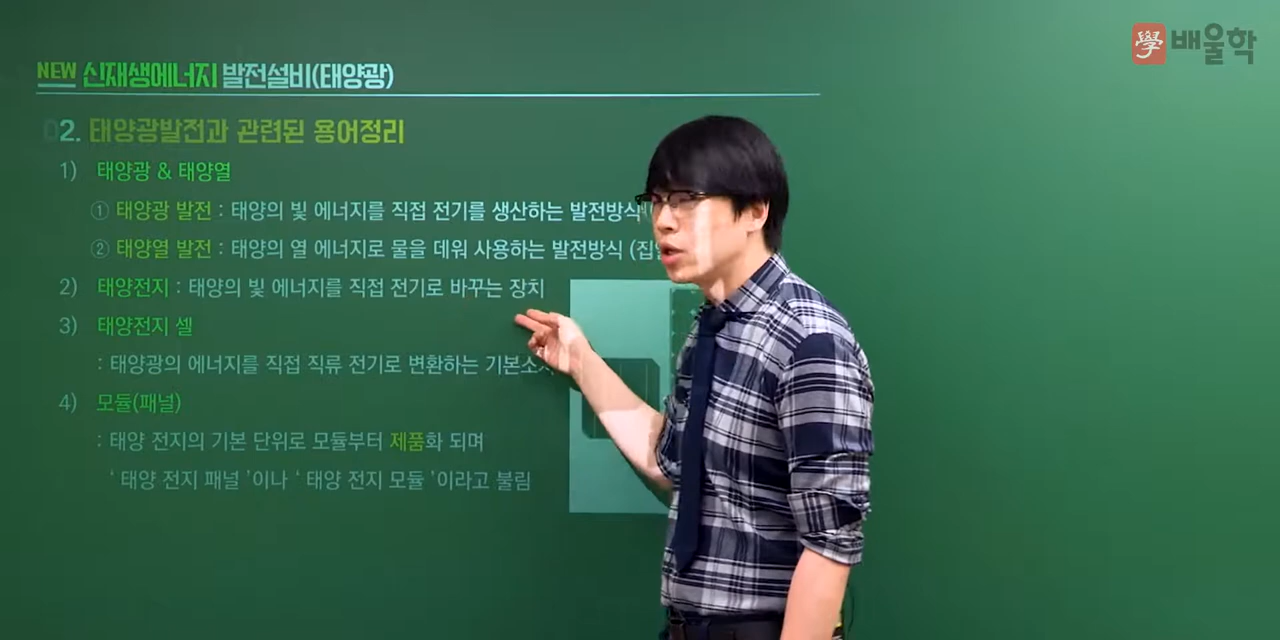 學 배울학
NEW 신재생에너지 발전설비(태양광)
02. 태양광발전과 관련된 용어정리
1) 태양광 & 태양열
① 태양광 발전 : 태양의 빛 에너지를 직접 전기를 생산하는 발전방식
② 태양열 발전 : 태양의 열 에너지로 물을 데워 사용하는 발전방식
2) 태양전지 : 태양의 빛 에너지를 직접 전기로 바꾸는 장치
3) 태양전지 셀
: 태양광의 에너지를 직접 직류 전기로 변환하는
4) 모듈(패널)
: 태양 전지의 기본 단위로 모듈부터 제품화 되며
‘ 태양 전지 패널 ’이나 ‘ 태양 전지 모듈 ’이라고 불림